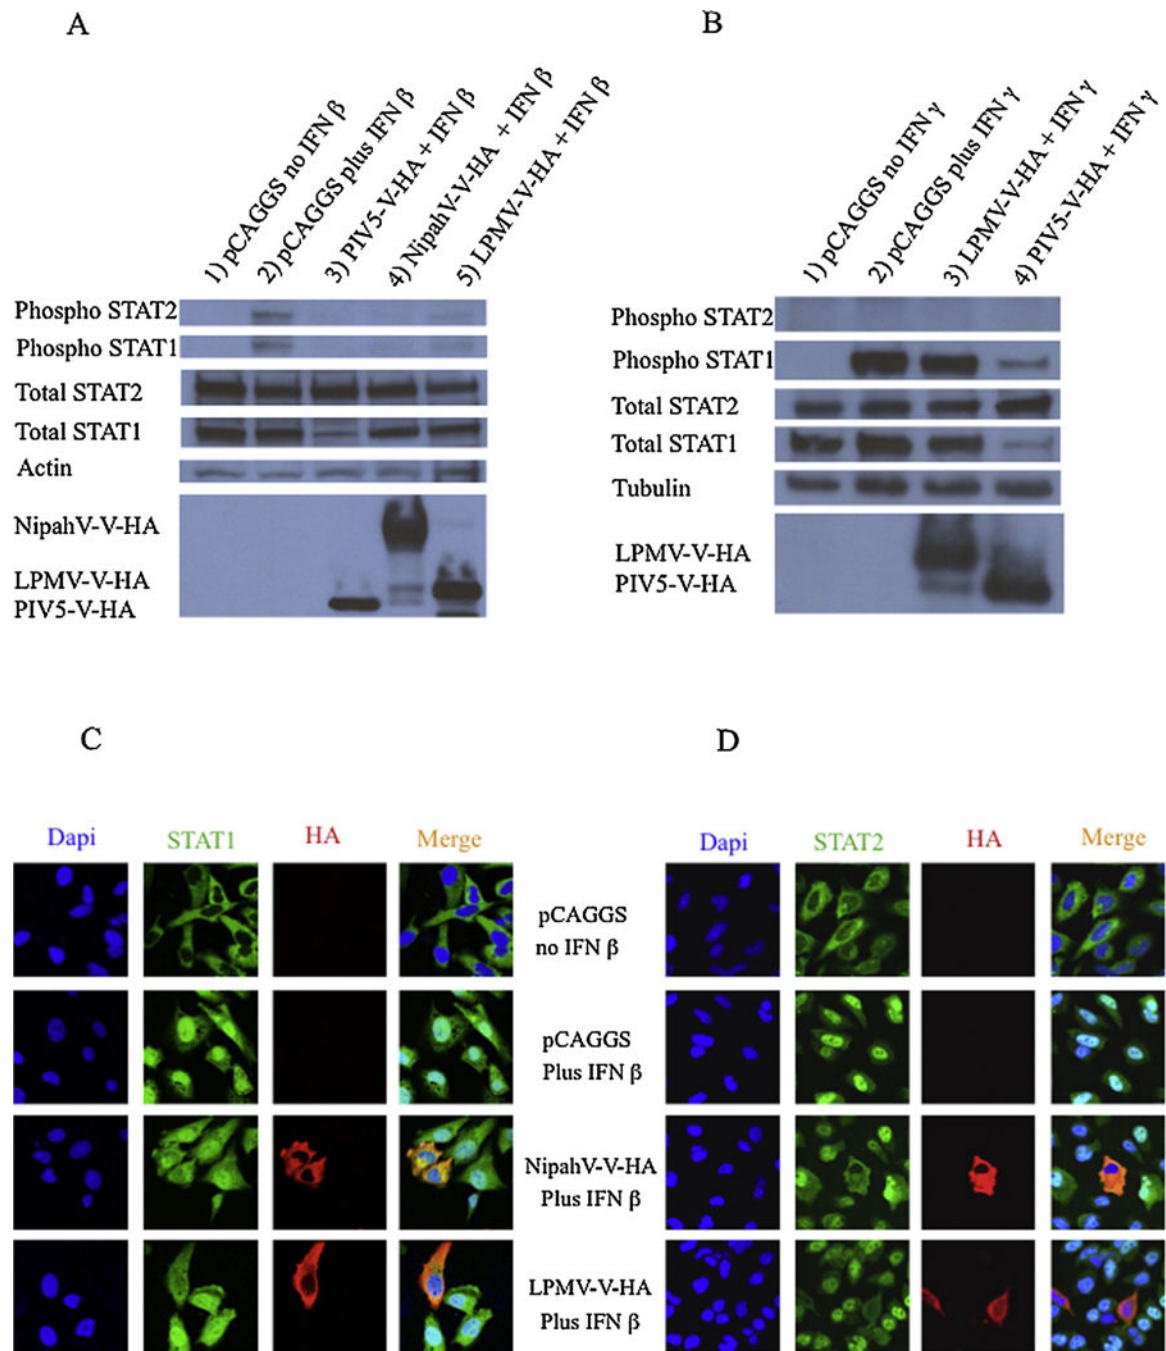 A
B
1) pCAGGS no IFN β
2) pCAGGS plus IFN β
3) PIV5-V-HA + IFN β
4) NipahV-V-HA + IFN β
5) LPMV-V-HA + IFN β
1) pCAGGS no IFN γ
2) pCAGGS plus IFN γ
3) LPMV-V-HA + IFN γ
4) PIV5-V-HA + IFN γ
Phospho STAT2
Phospho STAT1
Total STAT2
Total STAT1
Actin
NipahV-V-HA
LPMV-V-HA
PIV5-V-HA
Phospho STAT2
Phospho STAT1
Total STAT2
Total STAT1
Tubulin
LPMV-V-HA
PIV5-V-HA
C
D
Dapi STAT1 HA Merge
Dapi STAT2 HA Merge
pCAGGS
no IFN β
pCAGGS
Plus IFN β
NipahV-V-HA
Plus IFN β
LPMV-V-HA
Plus IFN β